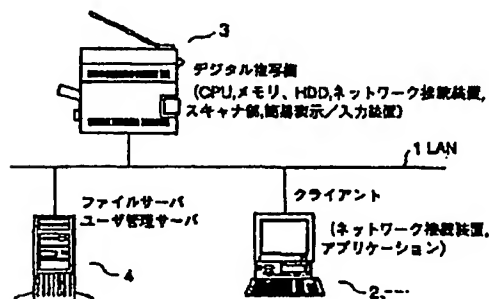 3
デジタル複写機
(CPU,メモリ、HDD,ネットワーク接続装置,
スキャナ部,簡易表示/入力装置)
1 LAN
ファイルサーバ
ユーザ管理サーバ
クライアント
(ネットワーク接続装置,
アプリケーション)
4
2,---